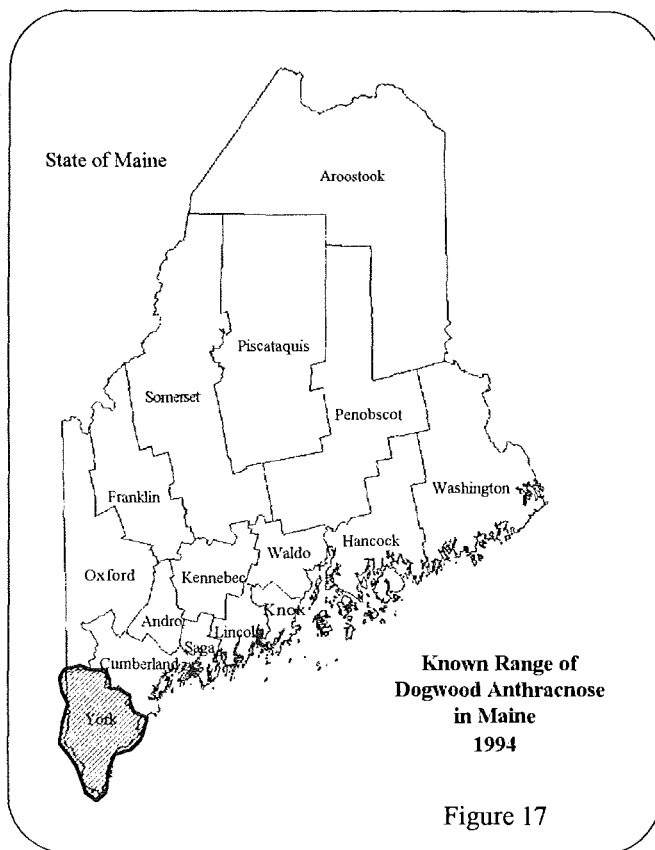 State of Maine
Aroostook
Piscataquis
Somerset
Penobscot
Franklin
Washington
Hancock
Waldo
Oxford
Kennebec
Knox
Andro
Lincoln
Saga
Cumberland
York
Known Range of
Dogwood Anthracnose
in Maine
1994
Figure 17